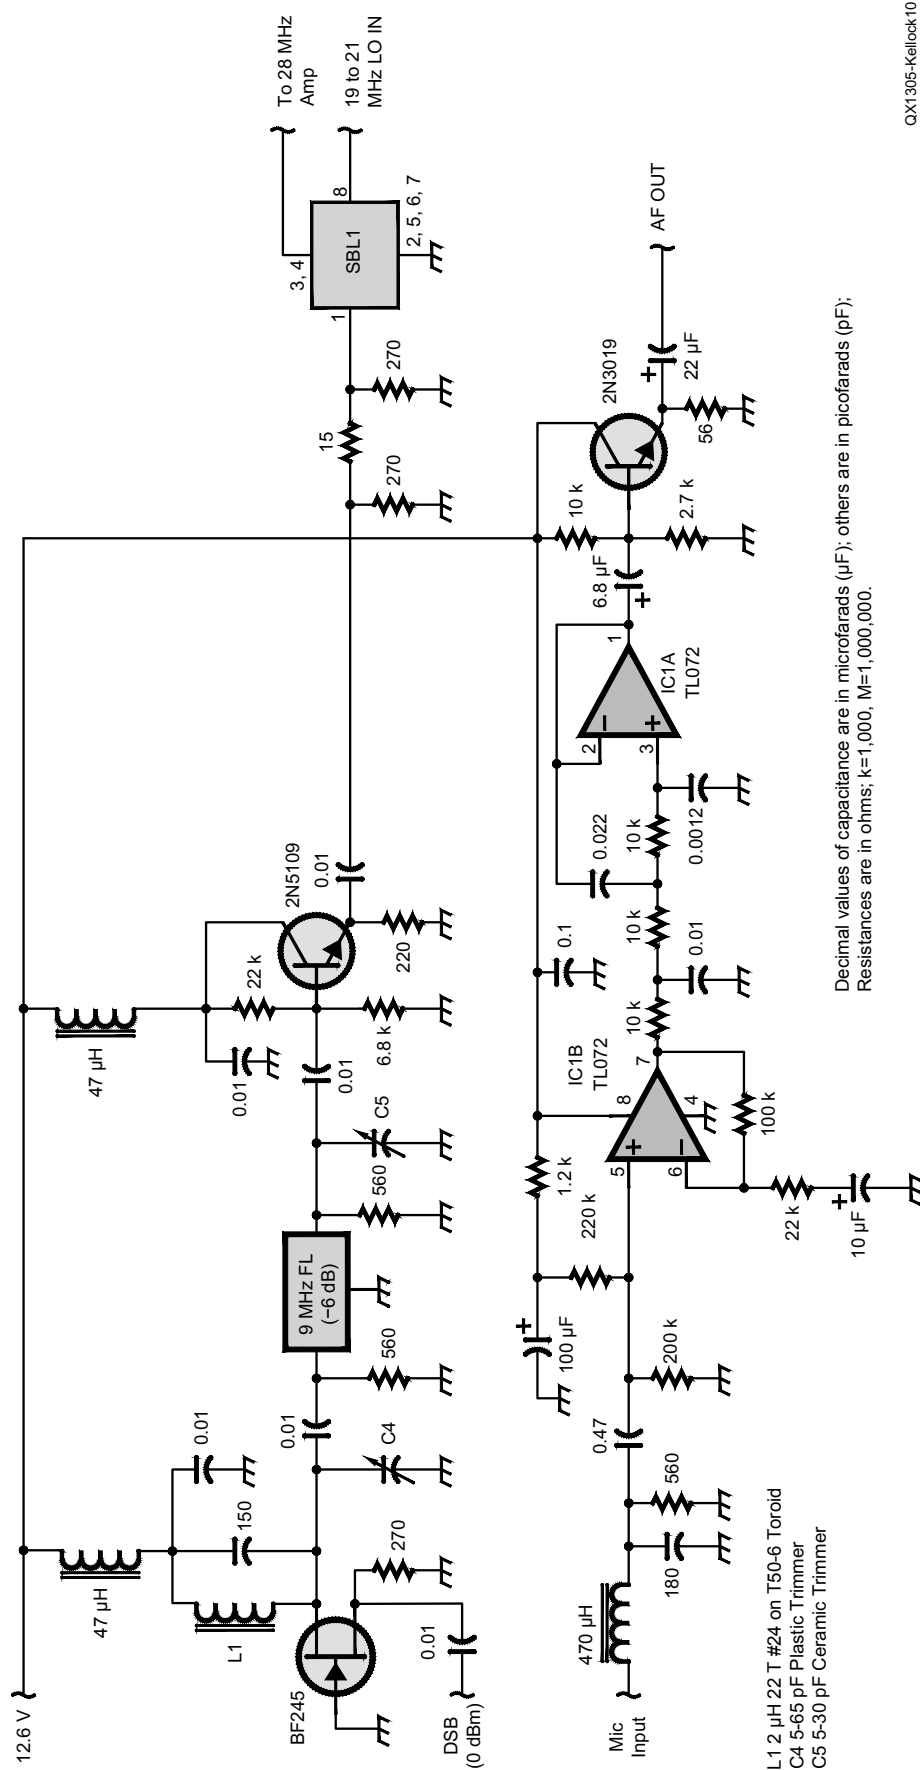 12.6 V
47 µH
L1
150
0.01
BF245
DSB
(0 dBm)
0.01
270
C4
0.01
560
9 MHz FL
(−6 dB)
560
C5
0.01
47 µH
0.01
22 k
6.8 k
2N5109
220
0.01
270
15
270
1
SBL1
3, 4
8
2, 5, 6, 7
To 28 MHz
Amp
19 to 21
MHz LO IN
Mic
Input
470 µH
180
560
0.47
200 k
100 µF
+
220 k
1.2 k
5
6
+
−
8
4
7
IC1B
TL072
100 k
22 k
+
10 µF
10 k
0.01
0.1
10 k
0.022
10 k
0.0012
2
3
−
+
1
IC1A
TL072
6.8 µF
+
10 k
2.7 k
2N3019
56
+
22 µF
AF OUT
L1 2 µH 22 T #24 on T50-6 Toroid
C4 5-65 pF Plastic Trimmer
C5 5-30 pF Ceramic Trimmer
Decimal values of capacitance are in microfarads (µF); others are in picofarads (pF);
Resistances are in ohms; k=1,000, M=1,000,000.
QX1305-Kellock10